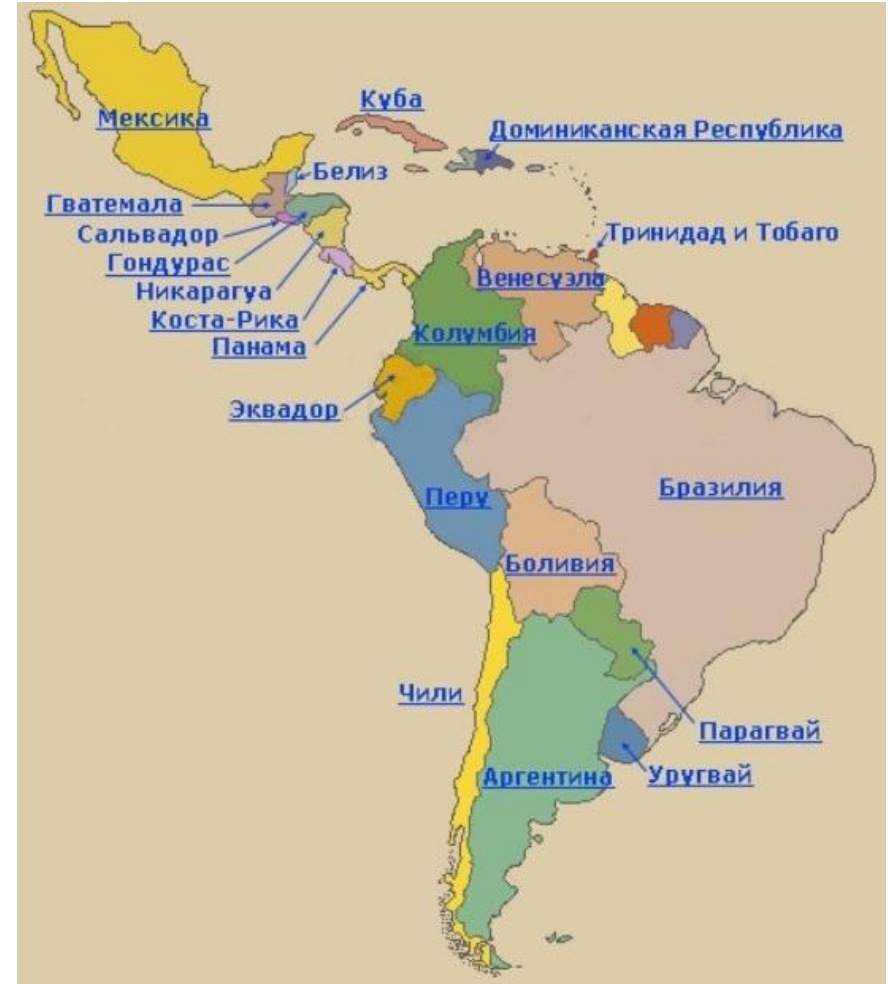 Куба
Мексика
Доминиканская Республика
Белиз
Гватемала
Сальвадор
Тринидад и Тобаго
Гондурас
Венесуэла
Никарагуа
Коста-Рика
Колумбия
Панама
Эквадор
Перу
Бразилия
Боливия
Чили
Парагвай
Аргентина
Уругвай